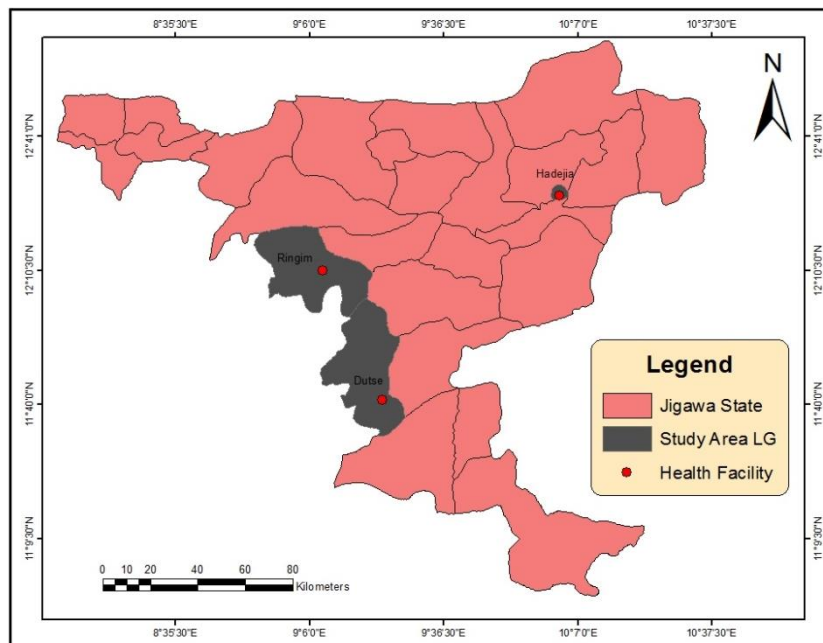 8°35'30"E 9°6'0"E 9°36'30"E 10°7'0"E 10°37'30"E
N
12°41'0"N 12°41'0"N
Hadejia
Ringim
12°10'30"N 12°10'30"N
Legend
Jigawa State
Study Area LG
Health Facility
Dutse
11°40'0"N 11°40'0"N
11°9'30"N 11°9'30"N
0 10 20 40 60 80
Kilometers
8°35'30"E 9°6'0"E 9°36'30"E 10°7'0"E 10°37'30"E